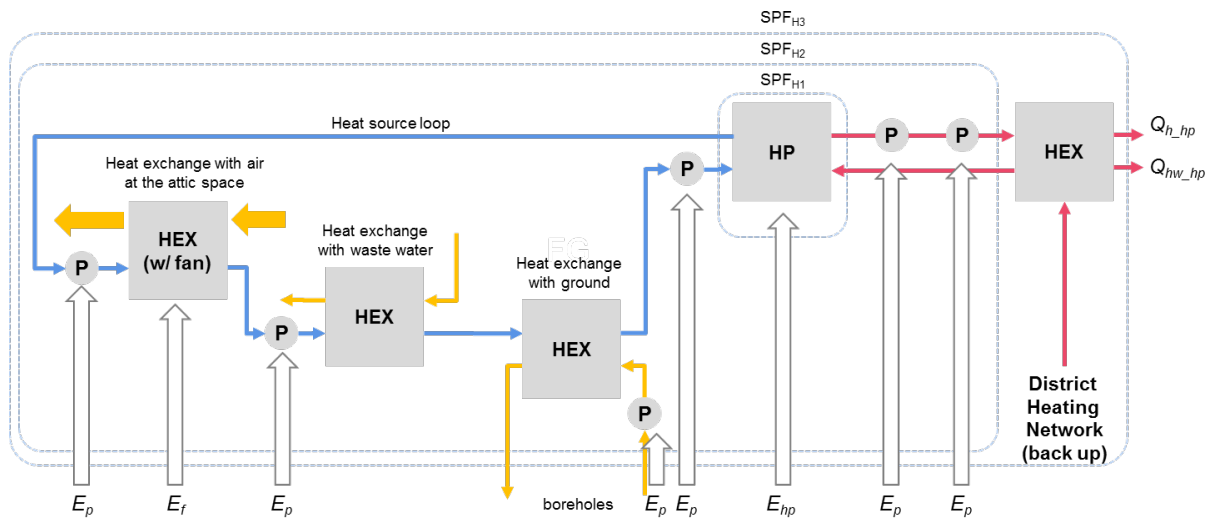 SPFH3
SPFH2
SPFH1
Heat source loop
Heat exchange with air
at the attic space
HEX
(w/ fan)
P
Heat exchange
with waste water
HEX
P
Heat exchange
with ground
HEX
P
P
HP
P
P
HEX
Qh_hp
Qhw_hp
District
Heating
Network
(back up)
boreholes
Ep
Ef
Ep
Ep
Ep
Ehp
Ep
Ep